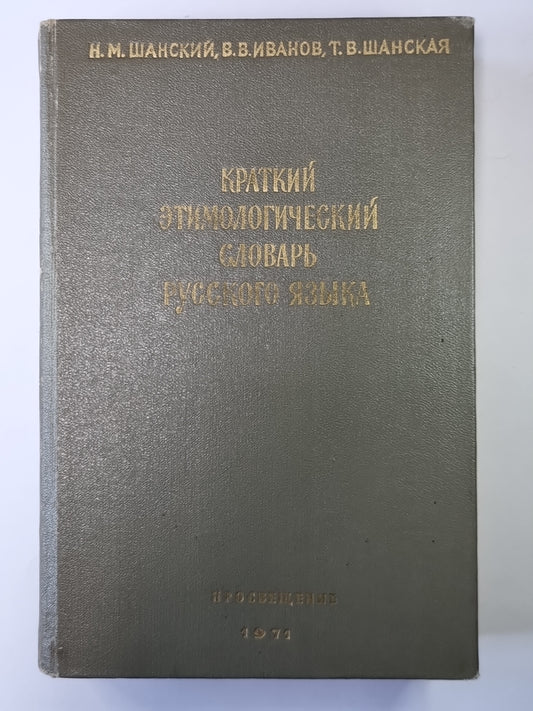 Н. М. ШАНСКИЙ, В. В. ИВАНОВ, Т. В. ШАНСКАЯ
КРАТКИЙ
ЭТИМОЛОГИЧЕСКИЙ
СЛОВАРЬ
РУССКОГО ЯЗЫКА
ПРОСВЕЩЕНИЕ
1971